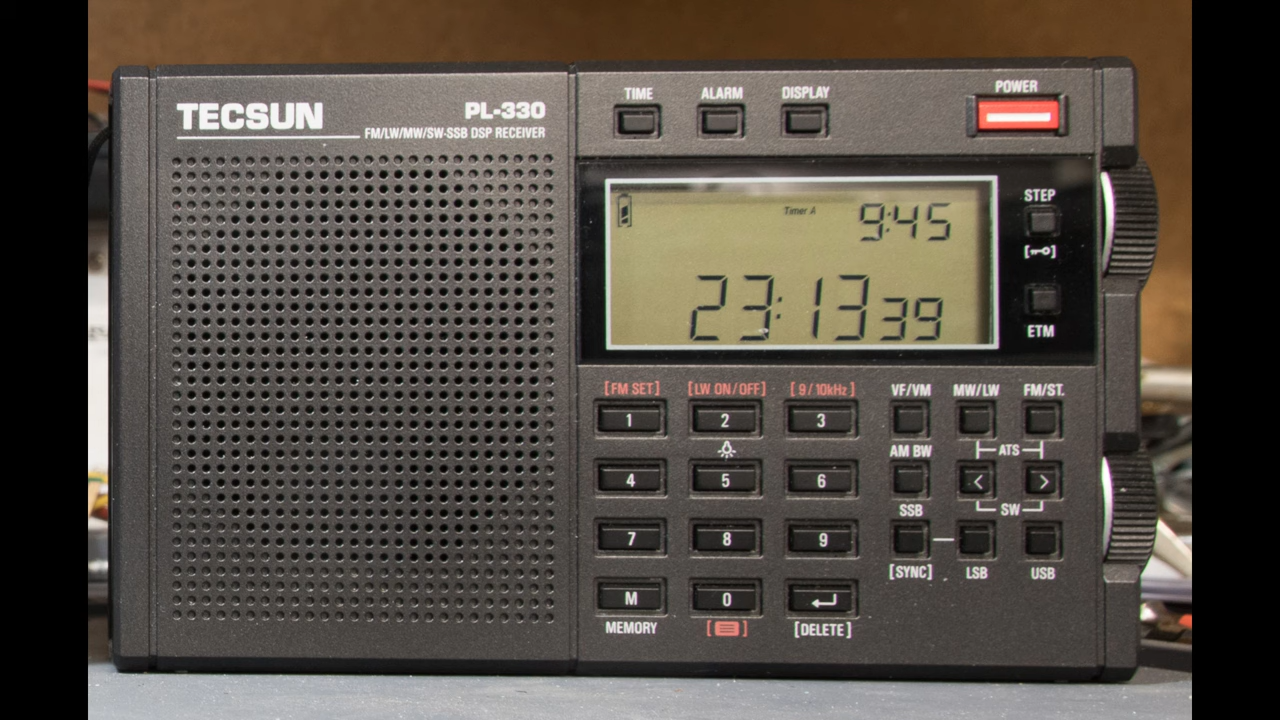 TECSUN
PL-330
FM/LW/MW/SW-SSB DSP RECEIVER
TIME ALARM DISPLAY POWER
Timer A 9:45
23:13 39
STEP
ETM
[FM SET] [LW ON/OFF] [9/10kHz] VF/VM MW/LW FM/ST.
1 2 3
AM BW ATS
4 5 6 < >
SSB SW
7 8 9
[SYNC] LSB USB
M 0
MEMORY [DELETE]